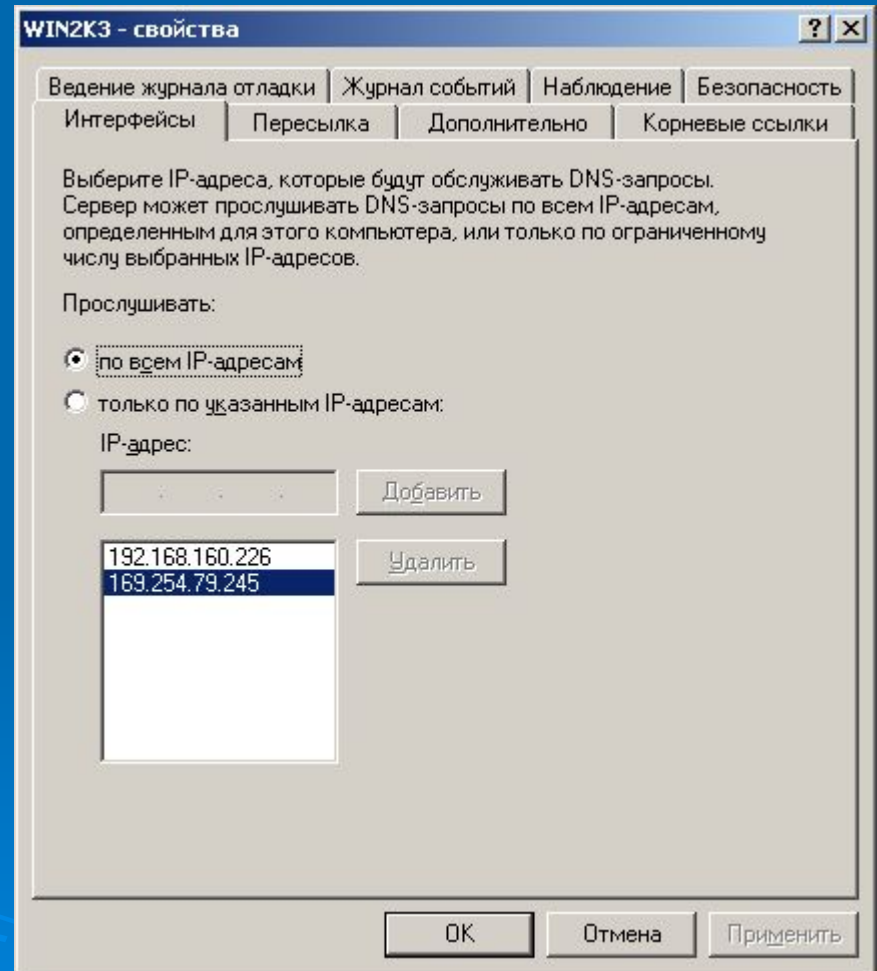 WIN2K3 - свойства
Ведение журнала отладки
Журнал событий
Наблюдение
Безопасность
Интерфейсы
Пересылка
Дополнительно
Корневые ссылки
Выберите IP-адреса, которые будут обслуживать DNS-запросы.
Сервер может прослушивать DNS-запросы по всем IP-адресам,
определенным для этого компьютера, или только по ограниченному
числу выбранных IP-адресов.
Прослушивать:
по всем IP-адресам
только по указанным IP-адресам:
IP-адрес:
Добавить
192.168.160.226
Удалить
169.254.79.245
OK
Отмена
Применить